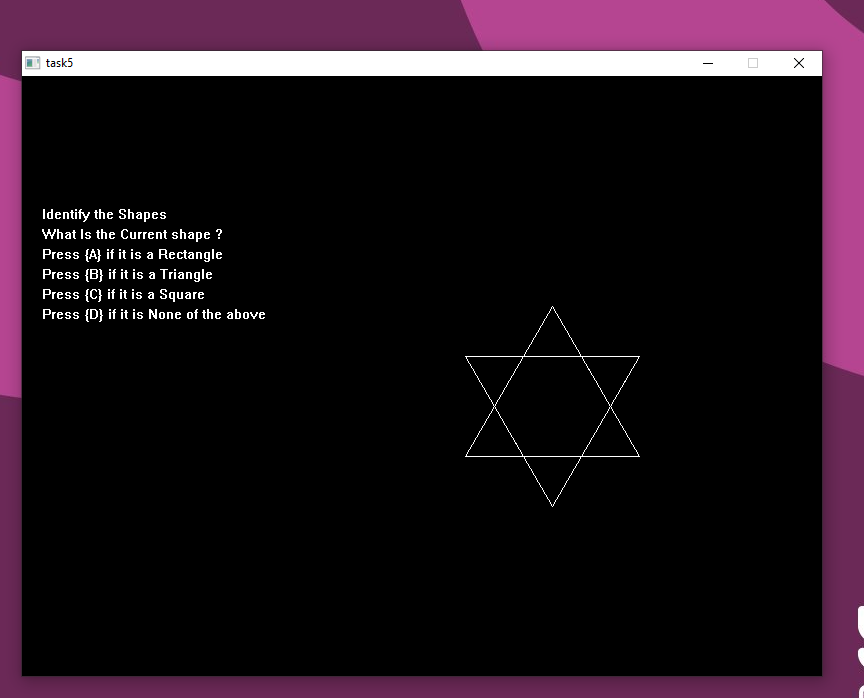 task5
Identify the Shapes
What Is the Current shape ?
Press {A} if it is a Rectangle
Press {B} if it is a Triangle
Press {C} if it is a Square
Press {D} if it is None of the above